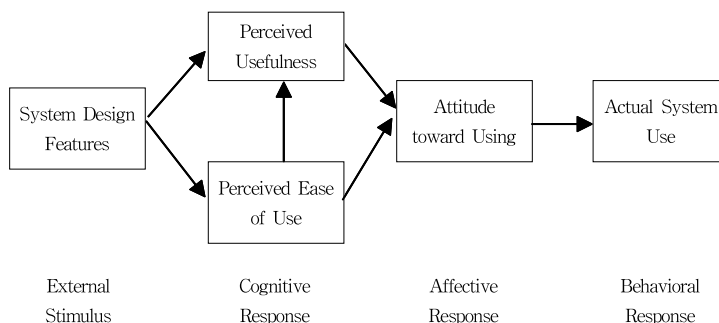 Perceived
Usefulness
System Design
Features
Attitude
toward Using
Actual System
Use
Perceived Ease
of Use
External
Stimulus
Cognitive
Response
Affective
Response
Behavioral
Response